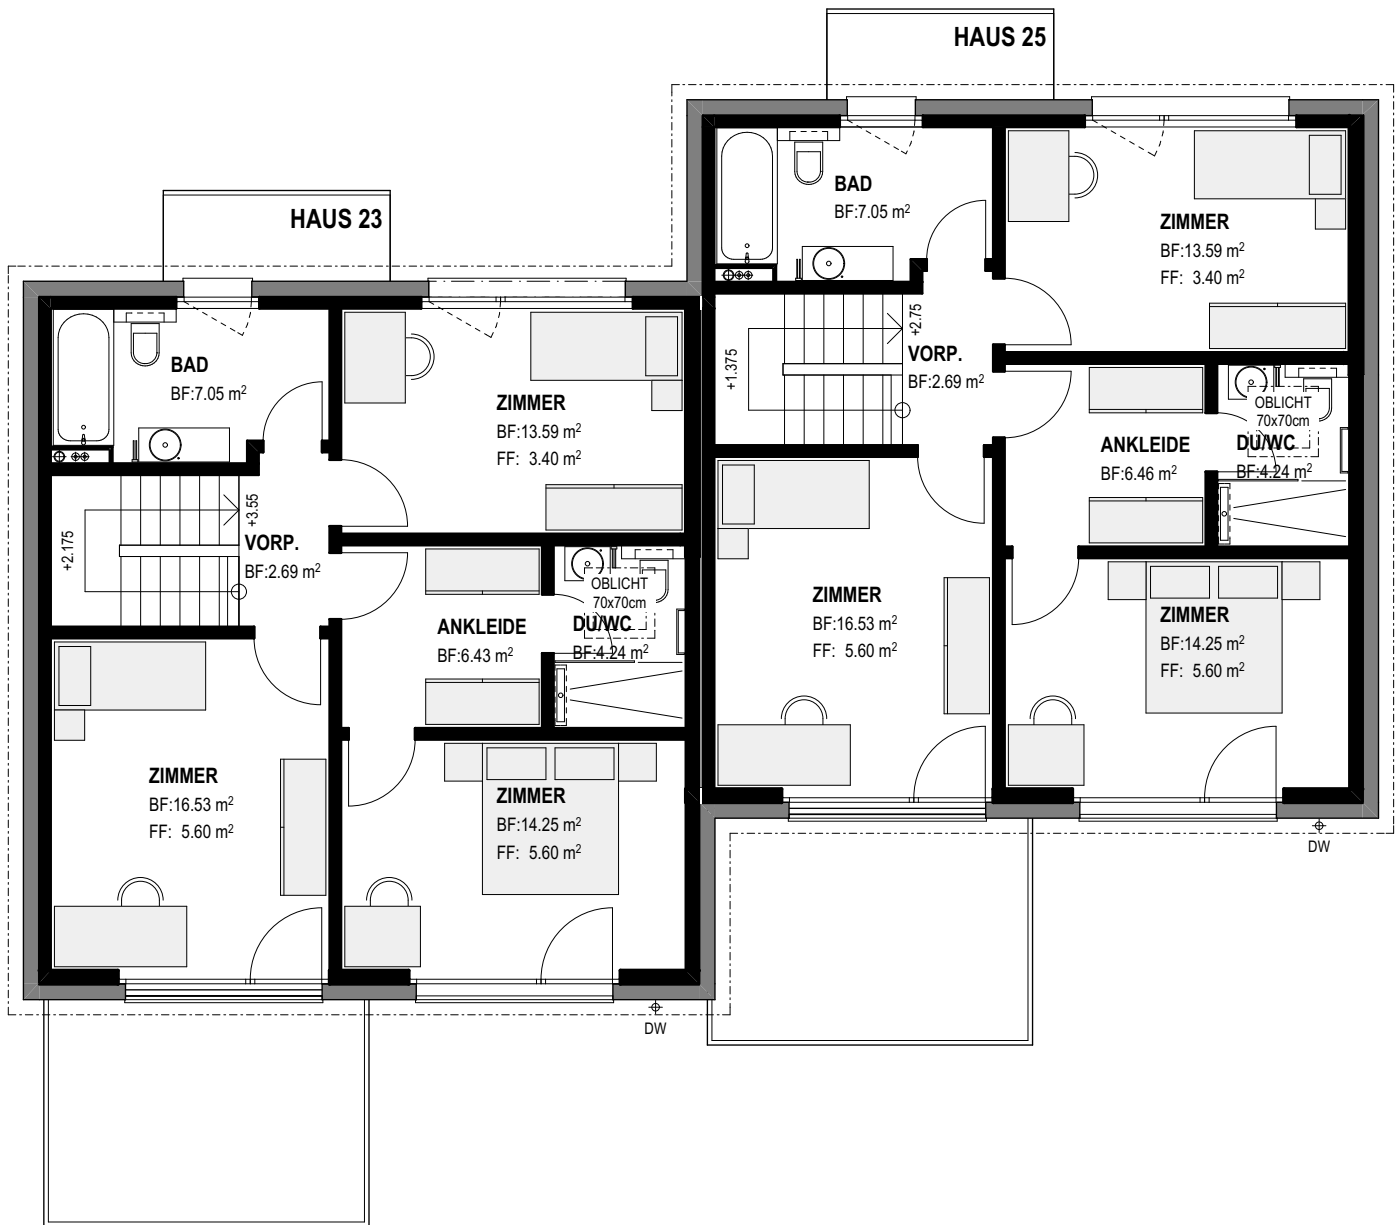 HAUS 25
BAD
BF:7.05 m²
ZIMMER
BF:13.59 m²
FF: 3.40 m²
+2.75
+1.375
VORP.
BF:2.69 m²
OBLICHT
70x70cm
ANKLEIDE
BF:6.46 m²
DU/WC
BF:4.24 m²
ZIMMER
BF:16.53 m²
FF: 5.60 m²
ZIMMER
BF:14.25 m²
FF: 5.60 m²
DW
HAUS 23
BAD
BF:7.05 m²
ZIMMER
BF:13.59 m²
FF: 3.40 m²
+3.55
+2.175
VORP.
BF:2.69 m²
OBLICHT
70x70cm
ANKLEIDE
BF:6.43 m²
DU/WC
BF:4.24 m²
ZIMMER
BF:16.53 m²
FF: 5.60 m²
ZIMMER
BF:14.25 m²
FF: 5.60 m²
DW